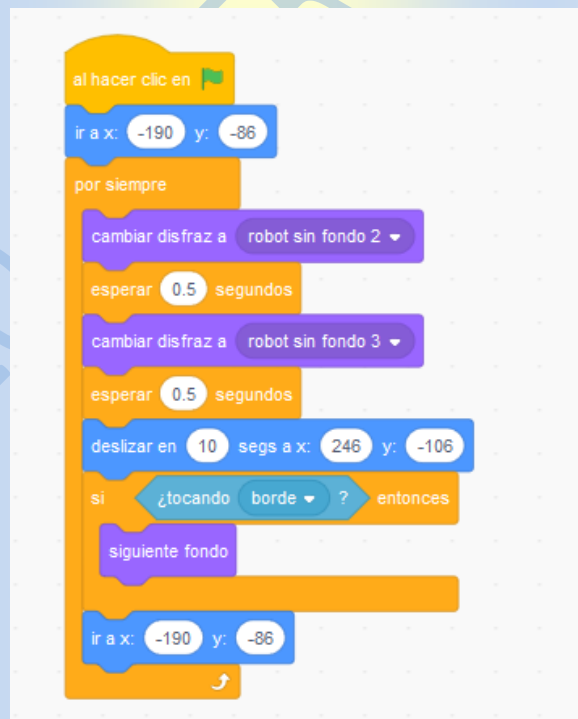 al hacer clic en
ir a x: -190 y: -86
por siempre
cambiar disfraz a robot sin fondo 2
esperar 0.5 segundos
cambiar disfraz a robot sin fondo 3
esperar 0.5 segundos
deslizar en 10 segs a x: 246 y: -106
si ¿tocando borde ? entonces
siguiente fondo
ir a x: -190 y: -86